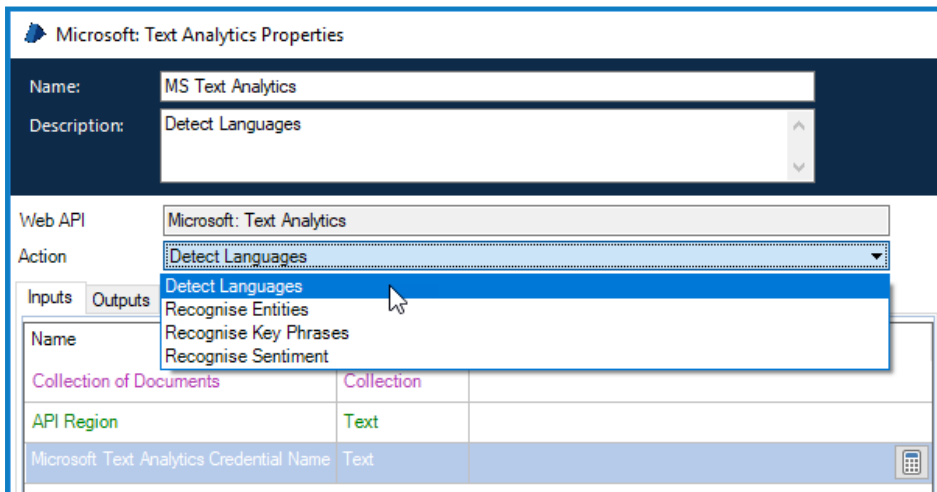 Microsoft: Text Analytics Properties
Name: MS Text Analytics
Description: Detect Languages
Web API Microsoft: Text Analytics
Action Detect Languages
Detect Languages
Recognise Entities
Recognise Key Phrases
Recognise Sentiment
Inputs Outputs
Name
Collection of Documents Collection
API Region Text
Microsoft Text Analytics Credential Name Text